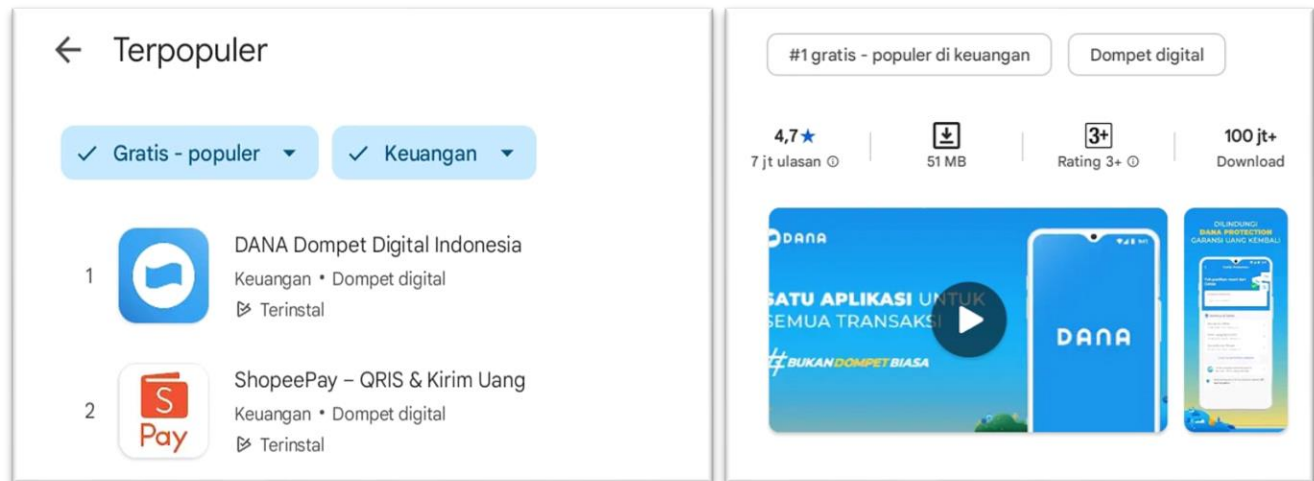 Terpopuler
Gratis - populer
Keuangan
1
DANA Dompet Digital Indonesia
Keuangan • Dompet digital
Terinstal
2
S
Pay
ShopeePay – QRIS & Kirim Uang
Keuangan • Dompet digital
Terinstal
#1 gratis - populer di keuangan
Dompet digital
4,7★
7 jt ulasan
51 MB
3+
Rating 3+
100 jt+
Download
DANA
SATU APLIKASI UNTUK
SEMUA TRANSAKSI
#BUKANDOMPETBIASA
DANA
DILINDUNGI
DANA PROTECTION
GARANSI UANG KEMBALI